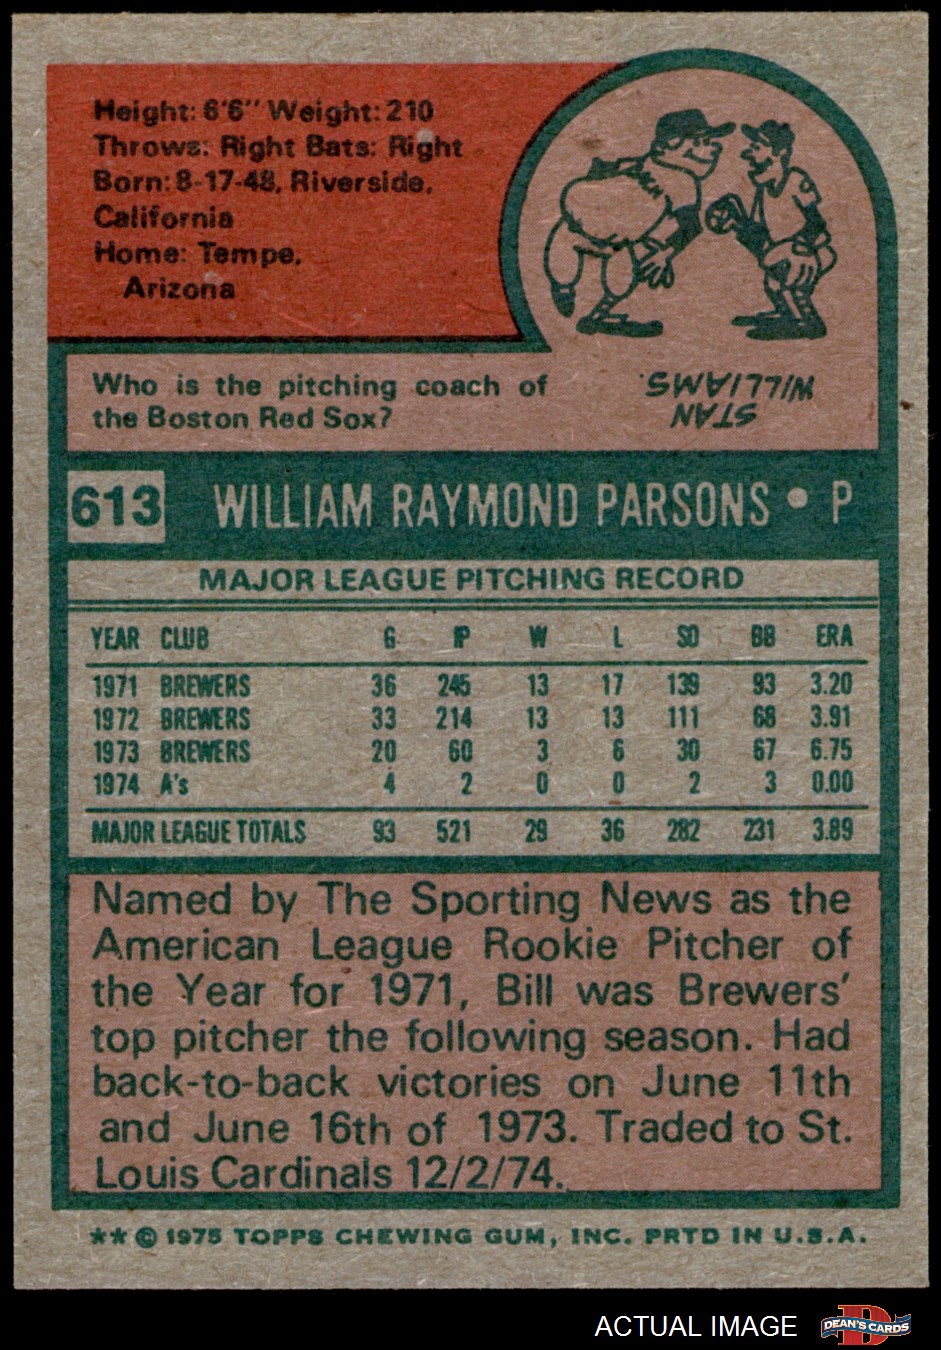 Height: 6'6" Weight: 210
Throws: Right Bats: Right
Born: 8-17-48, Riverside,
California
Home: Tempe,
Arizona
Who is the pitching coach of
the Boston Red Sox?
STAN
WILLIAMS.
613 WILLIAM RAYMOND PARSONS • P
MAJOR LEAGUE PITCHING RECORD
YEAR CLUB G IP W L SO BB ERA
1971 BREWERS 36 245 13 17 139 93 3.20
1972 BREWERS 33 214 13 13 111 68 3.91
1973 BREWERS 20 60 3 6 30 67 6.75
1974 A's 4 2 0 0 2 3 0.00
MAJOR LEAGUE TOTALS 93 521 29 36 282 231 3.89
Named by The Sporting News as the
American League Rookie Pitcher of
the Year for 1971, Bill was Brewers'
top pitcher the following season. Had
back-to-back victories on June 11th
and June 16th of 1973. Traded to St.
Louis Cardinals 12/2/74.
**© 1975 TOPPS CHEWING GUM, INC. PRTD IN U.S.A.
ACTUAL IMAGE
D
DEAN'S CARDS